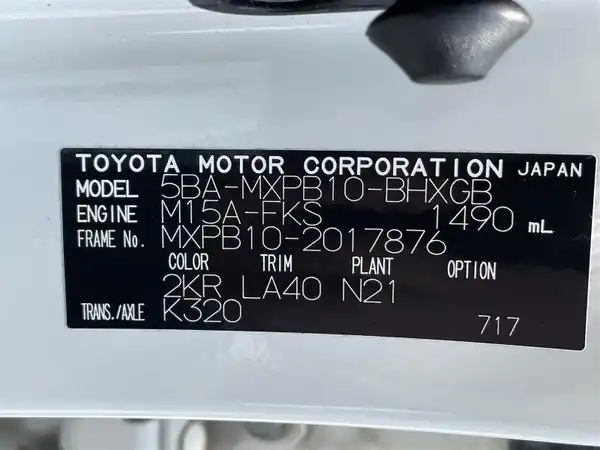 TOYOTA MOTOR CORPORATION JAPAN
MODEL 5BA-MXPB10-BHXGB
ENGINE M15A-FKS 1490 mL
FRAME No. MXPB10-2017876
COLOR TRIM PLANT OPTION
2KR LA40 N21
TRANS./AXLE K320
717